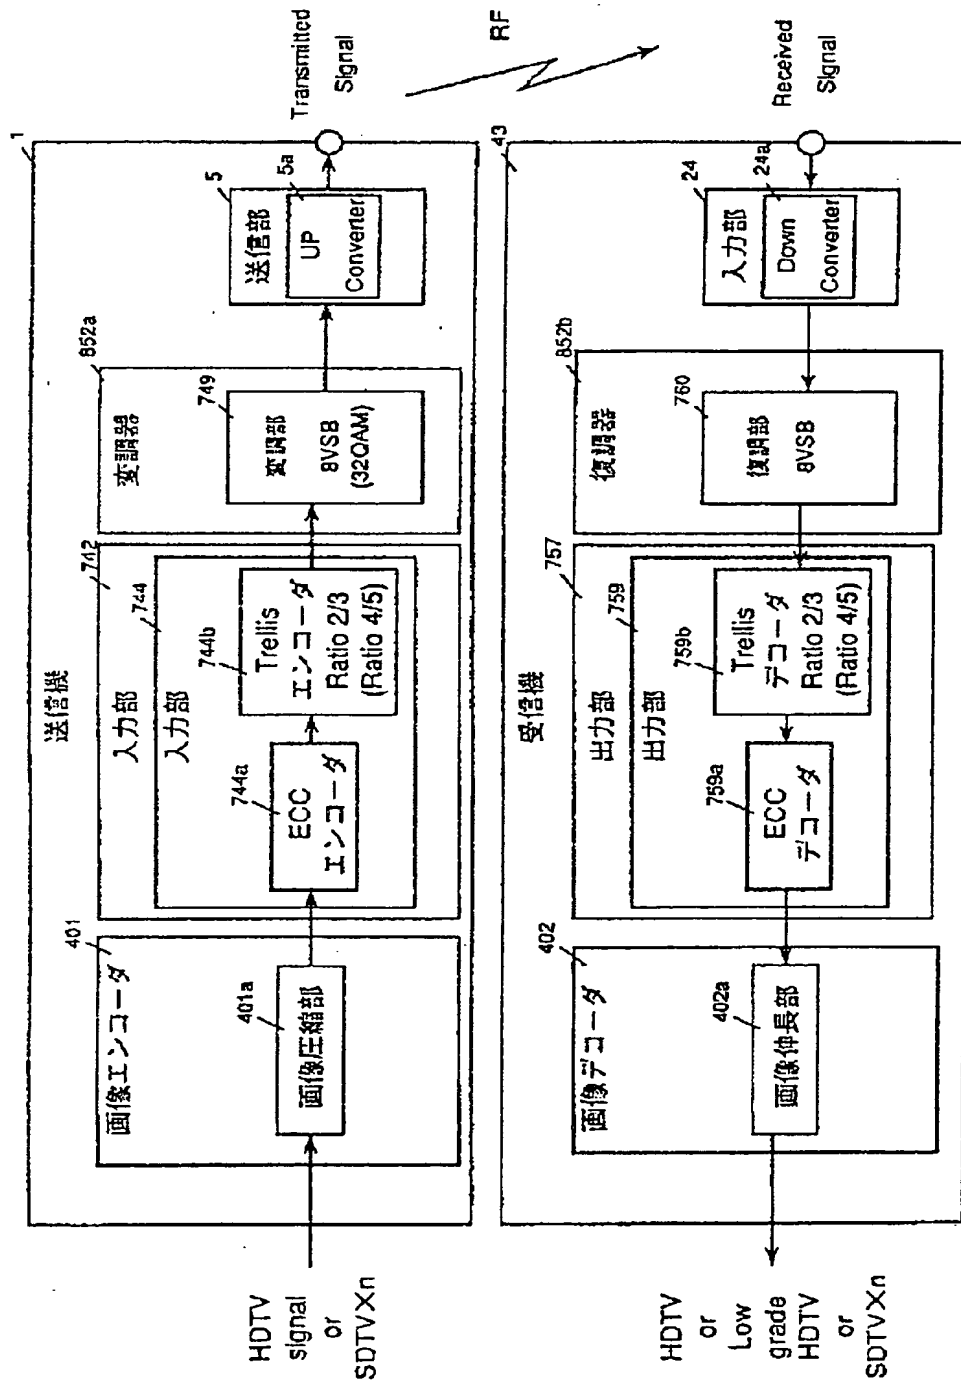 1
送信機
HDTV
signal
or
SDTV×n
401
画像エンコーダ
401a
画像圧縮部
742
入力部
744
入力部
744a
ECC
エンコーダ
744b
Trellis
エンコーダ
Ratio 2/3
(Ratio 4/5)
852a
変調器
749
変調部
8VSB
(32QAM)
5
送信部
5a
UP
Converter
Transmitted
Signal
RF
43
受信機
HDTV
or
Low
grade
HDTV
or
SDTV×n
402
画像デコーダ
402a
画像伸長部
757
出力部
759
出力部
759a
ECC
デコーダ
759b
Trellis
デコーダ
Ratio 2/3
(Ratio 4/5)
852b
復調器
760
復調部
8VSB
24
入力部
24a
Down
Converter
Received
Signal